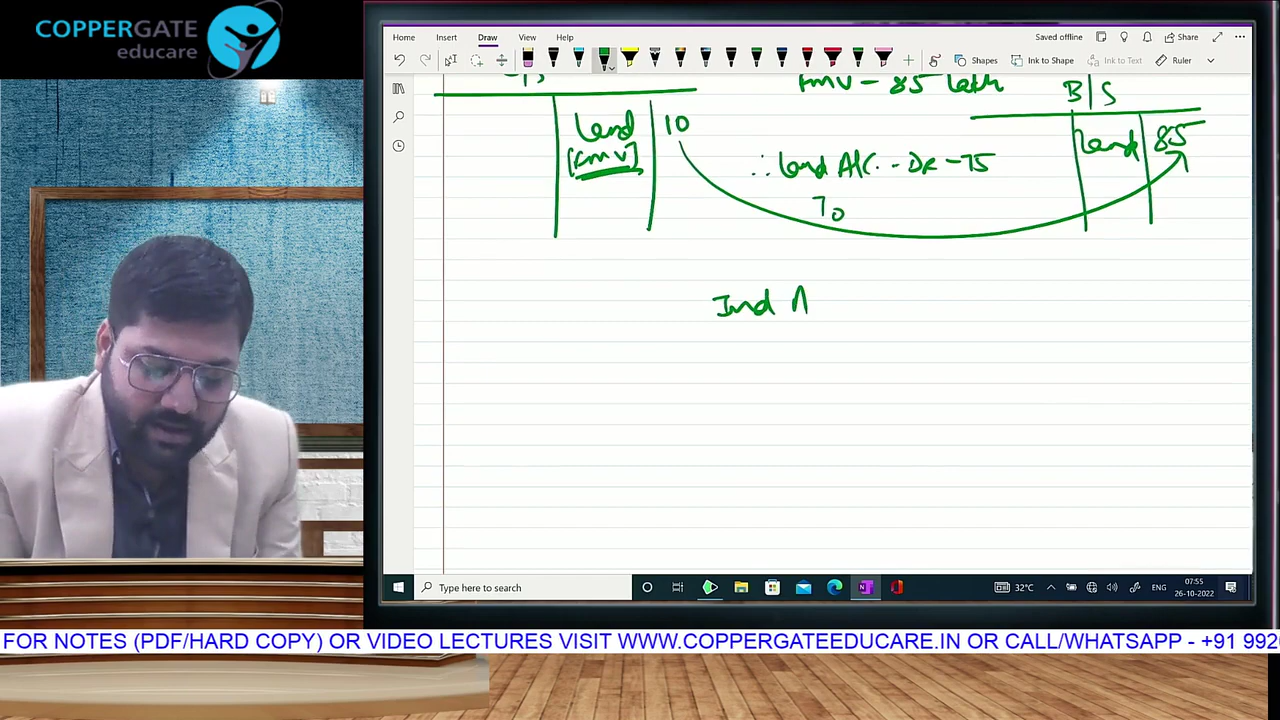 COPPERGATE
educare
Home Insert Draw View Help
Saved offline
Share
Shapes
Ink to Shape
Ink to Text
Ruler
FMV - 85 Lakh
B/S
Land
[FMV]
10
∴ Land A/C. - DR - 75
70
Land
85
Ind A
Type here to search
32°C
ENG
07:55
26-10-2022
FOR NOTES (PDF/HARD COPY) OR VIDEO LECTURES VISIT WWW.COPPERGATEEDUCARE.IN OR CALL/WHATSAPP - +91 992